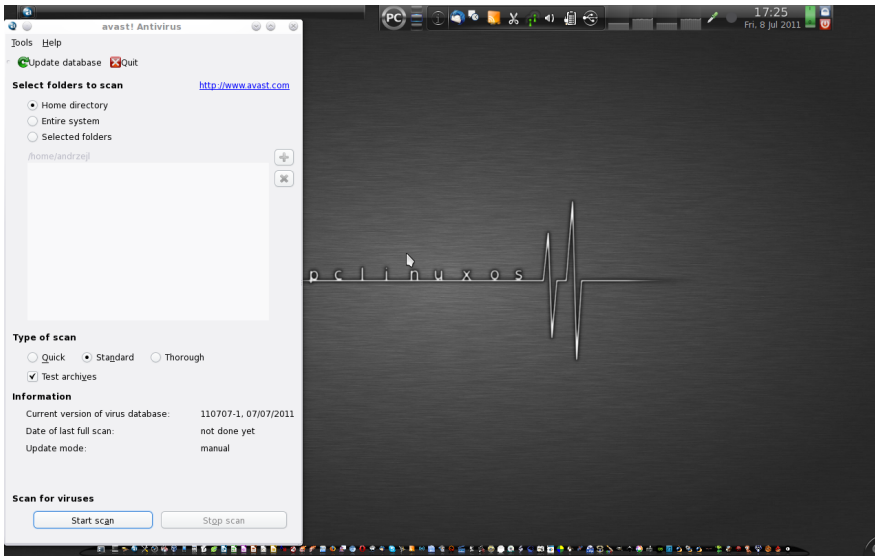 avast! Antivirus
Tools Help
Update database Quit
Select folders to scan http://www.avast.com
Home directory
Entire system
Selected folders
/home/andrzejl
Type of scan
Quick Standard Thorough
Test archives
Information
Current version of virus database: 110707-1, 07/07/2011
Date of last full scan: not done yet
Update mode: manual
Scan for viruses
Start scan Stop scan
PC
17:25
Fri, 8 Jul 2011
pclinuxos